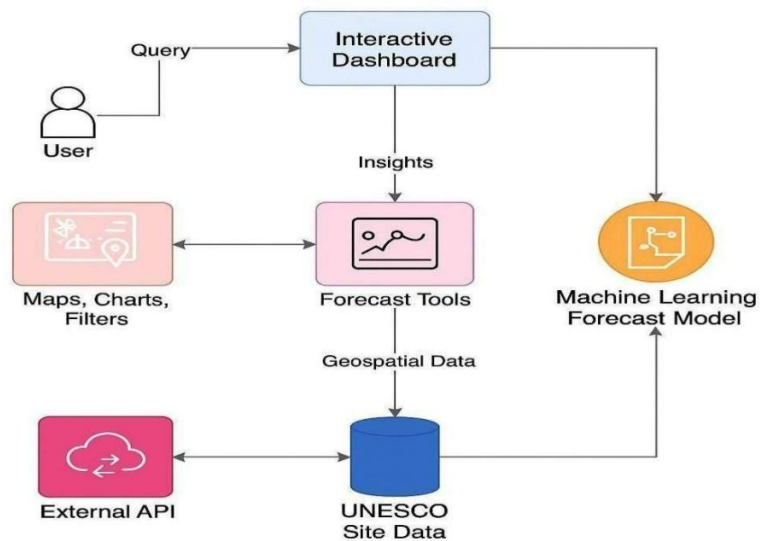 Query
Interactive
Dashboard
User
Insights
Maps, Charts,
Filters
Forecast Tools
Machine Learning
Forecast Model
Geospatial Data
External API
UNESCO
Site Data